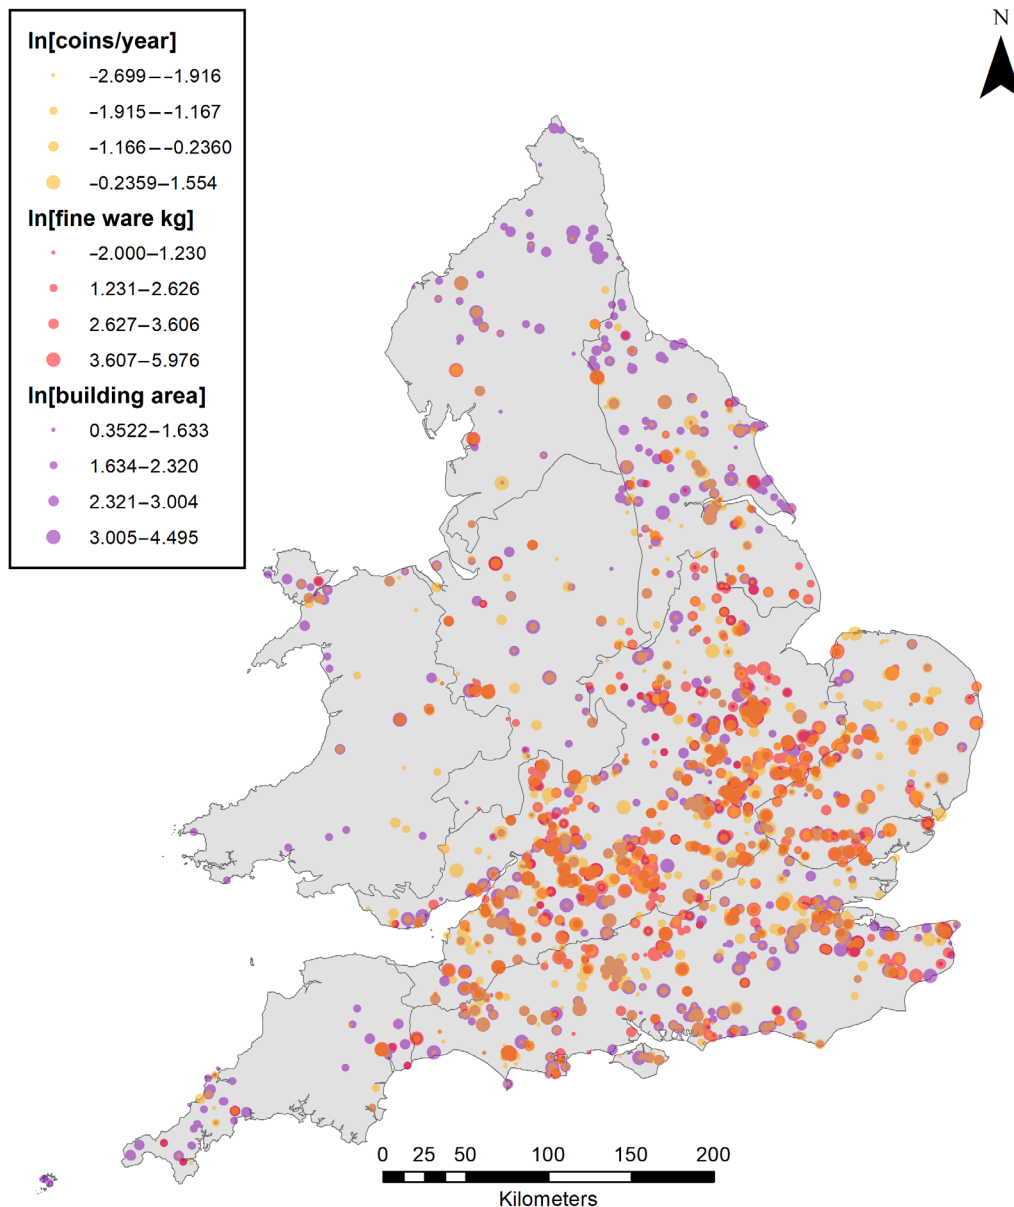 ln[coins/year]
−2.699−−1.916
−1.915−−1.167
−1.166−−0.2360
−0.2359−1.554
ln[fine ware kg]
−2.000−1.230
1.231−2.626
2.627−3.606
3.607−5.976
ln[building area]
0.3522−1.633
1.634−2.320
2.321−3.004
3.005−4.495
N
0 25 50 100 150 200
Kilometers